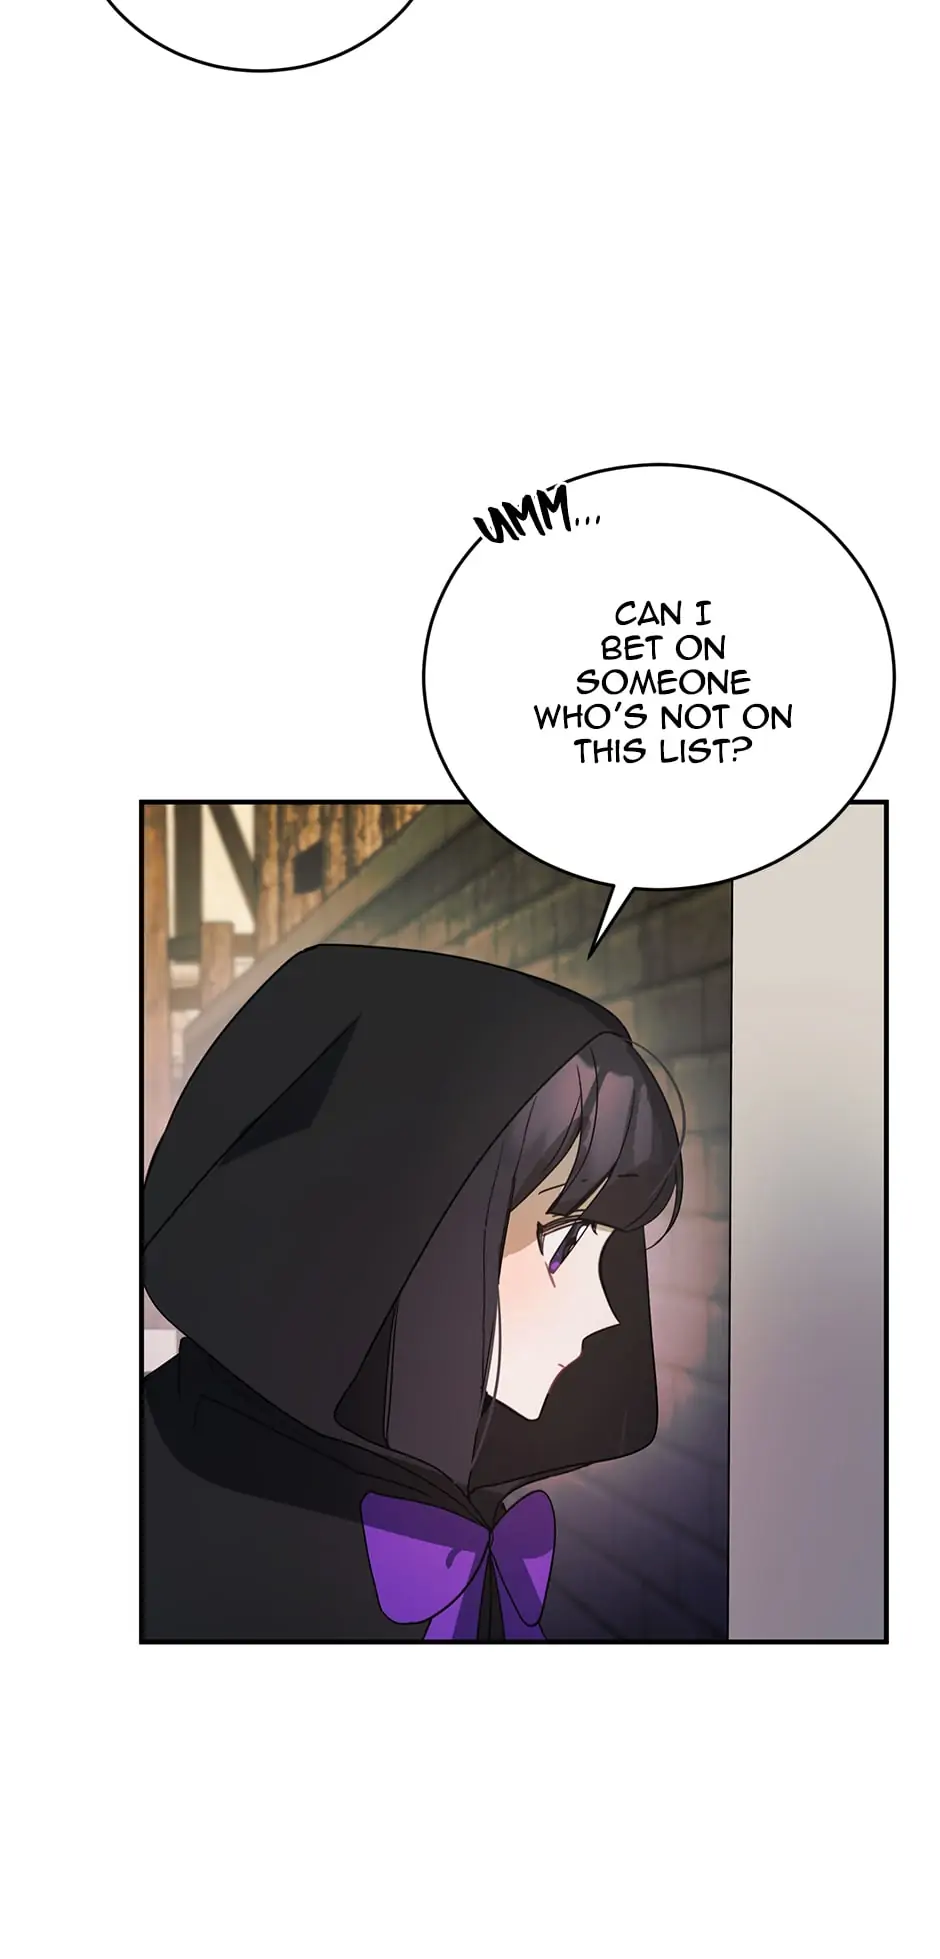 UMM...
CAN I
BET ON
SOMEONE
WHO'S NOT ON
THIS LIST?